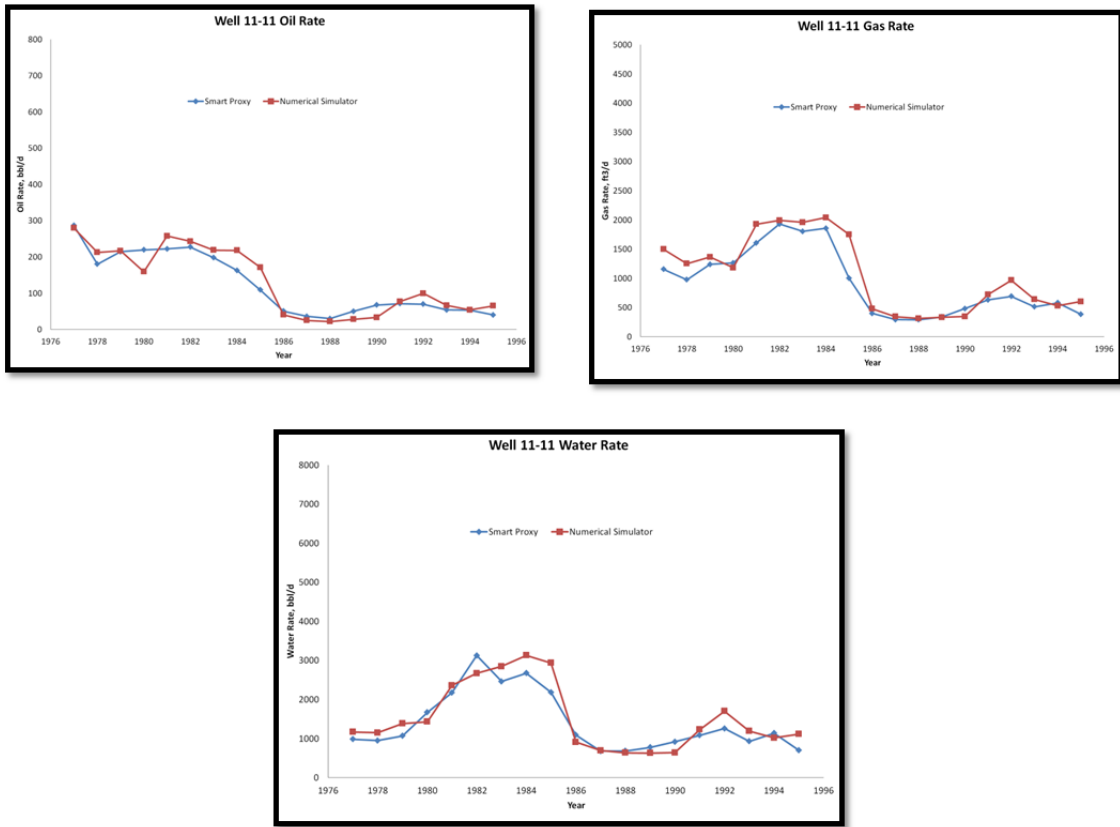 Well 11-11 Oil Rate
800
700
600
500
400
300
200
100
0
Oil Rate, bbl/d
Smart Proxy Numerical Simulator
1976 1978 1980 1982 1984 1986 1988 1990 1992 1994 1996
Year
Well 11-11 Gas Rate
5000
4500
4000
3500
3000
2500
2000
1500
1000
500
0
Gas Rate, ft3/d
Smart Proxy Numerical Simulator
1976 1978 1980 1982 1984 1986 1988 1990 1992 1994 1996
Year
Well 11-11 Water Rate
8000
7000
6000
5000
4000
3000
2000
1000
0
Water Rate, bbl/d
Smart Proxy Numerical Simulator
1976 1978 1980 1982 1984 1986 1988 1990 1992 1994 1996
Year